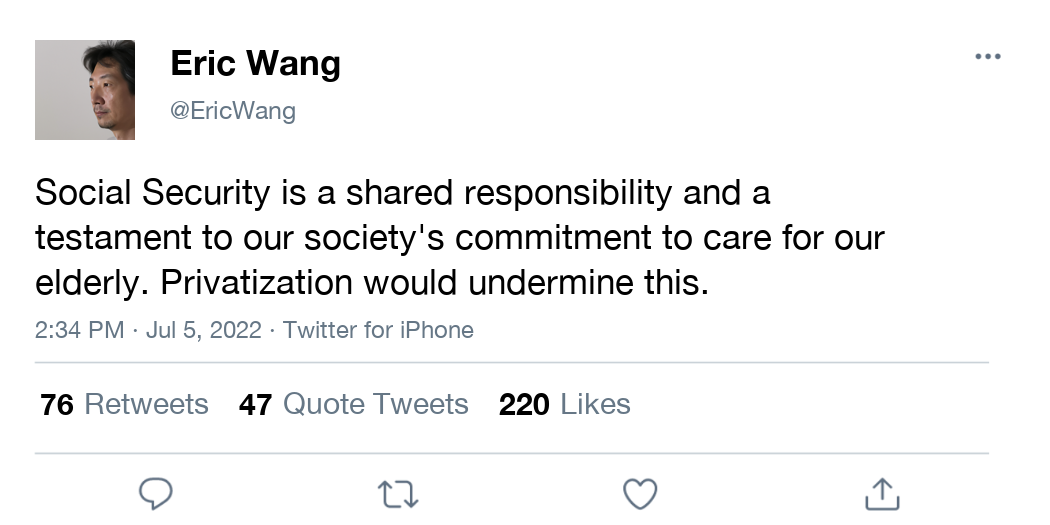 Eric Wang
@EricWang
Social Security is a shared responsibility and a
testament to our society's commitment to care for our
elderly. Privatization would undermine this.
2:34 PM · Jul 5, 2022 · Twitter for iPhone
76 Retweets 47 Quote Tweets 220 Likes